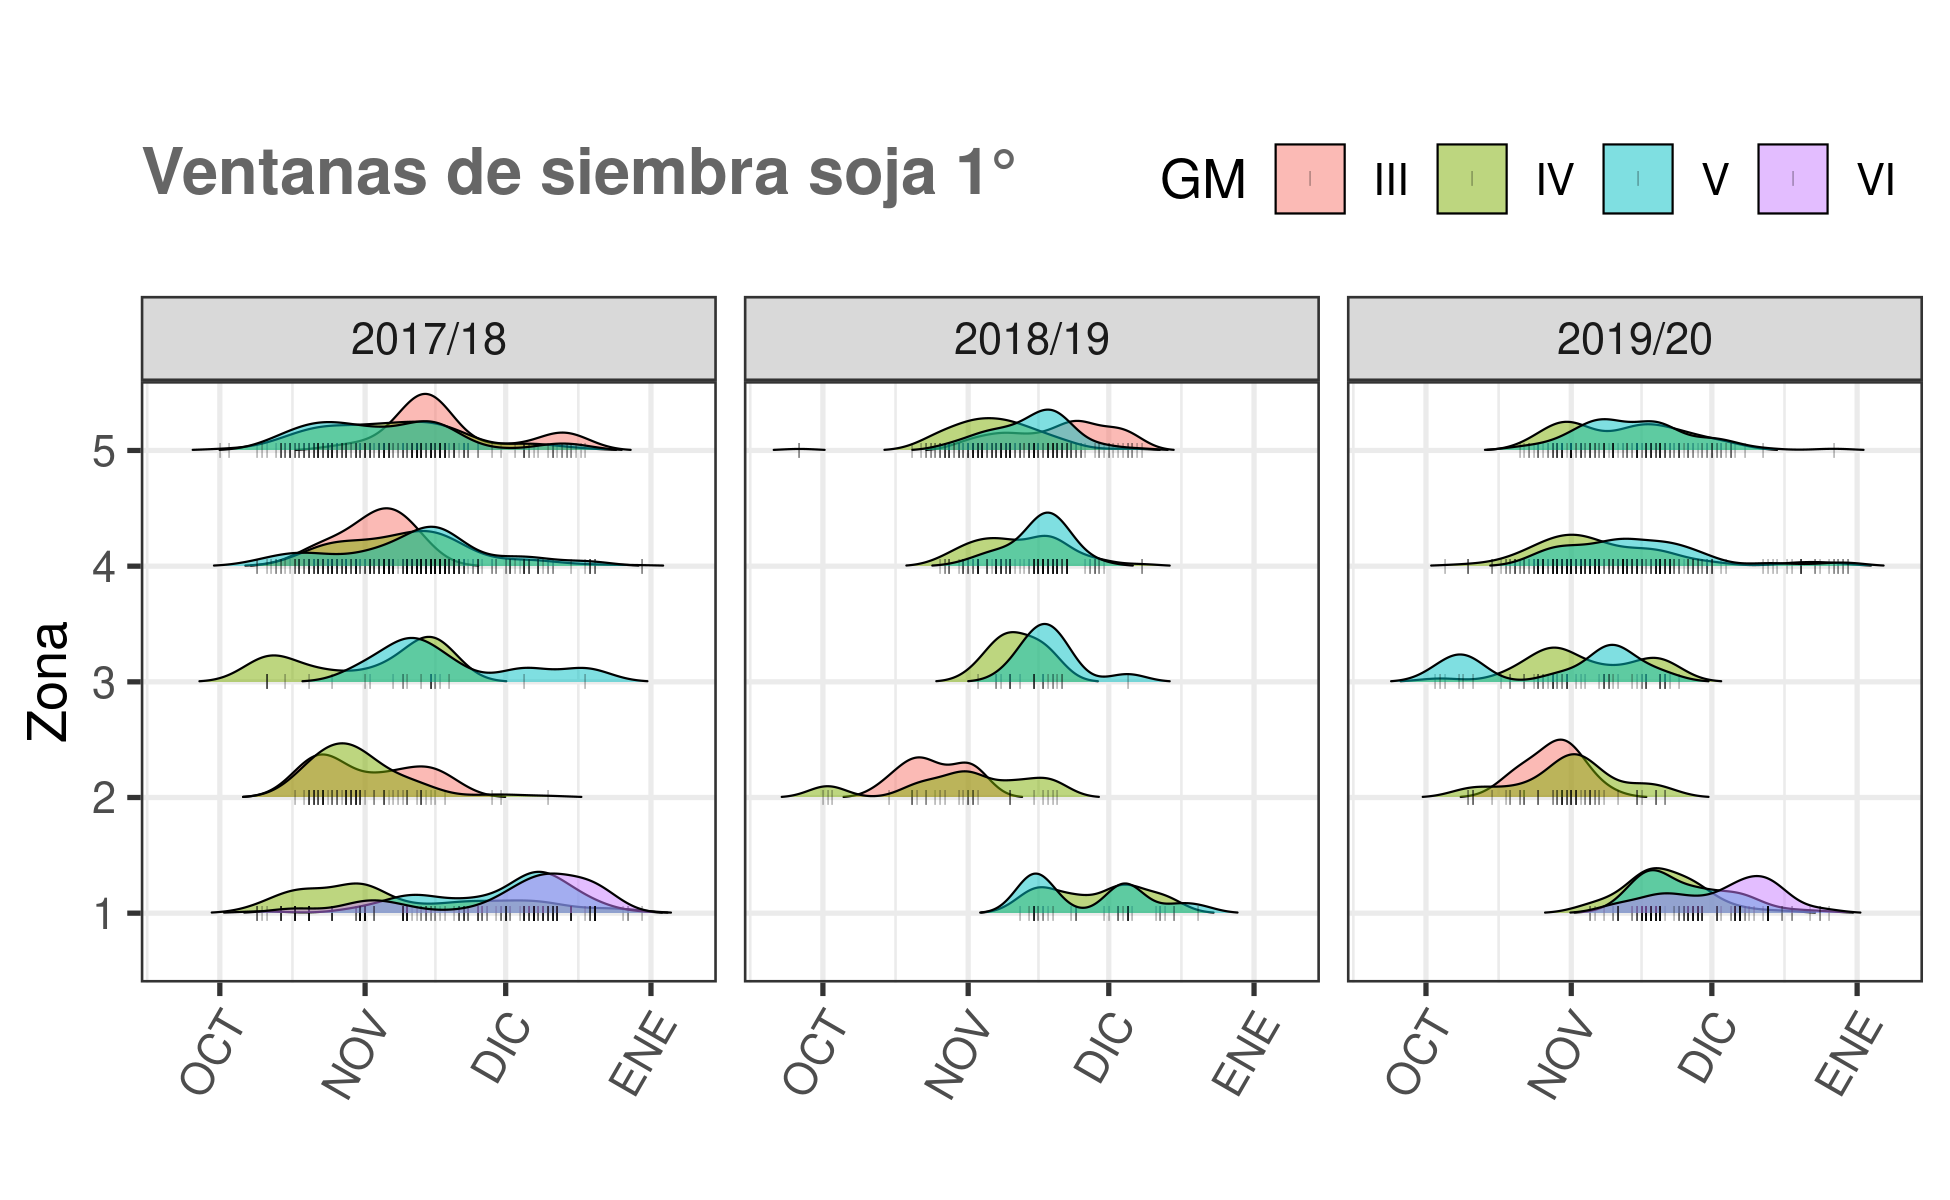 Ventanas de siembra soja 1°
GM III IV V VI
2017/18 2018/19 2019/20
Zona
5
4
3
2
1
OCT NOV DIC ENE OCT NOV DIC ENE OCT NOV DIC ENE